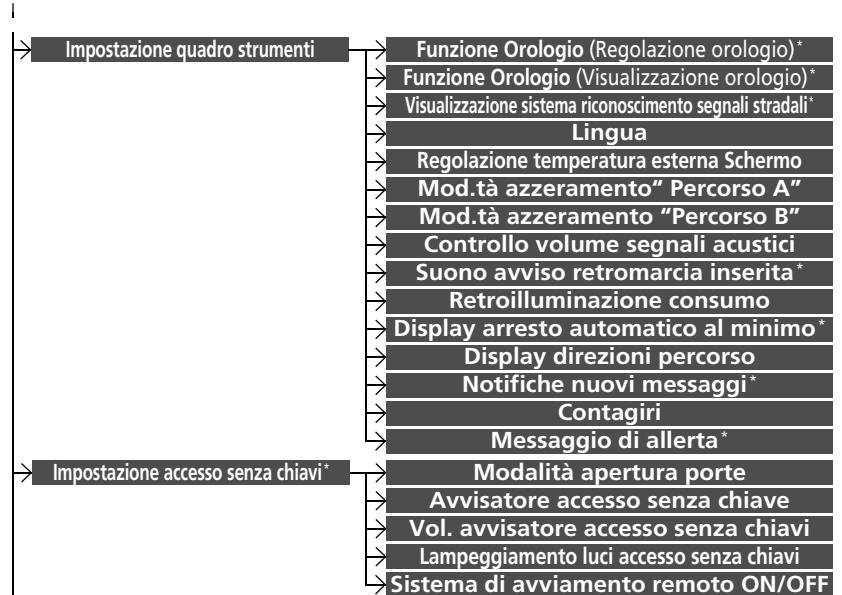 Impostazione quadro strumenti
Funzione Orologio (Regolazione orologio)*
Funzione Orologio (Visualizzazione orologio)*
Visualizzazione sistema riconoscimento segnali stradali*
Lingua
Regolazione temperatura esterna Schermo
Mod.tà azzeramento“ Percorso A”
Mod.tà azzeramento “Percorso B”
Controllo volume segnali acustici
Suono avviso retromarcia inserita*
Retroilluminazione consumo
Display arresto automatico al minimo*
Display direzioni percorso
Notifiche nuovi messaggi*
Contagiri
Messaggio di allerta*
Impostazione accesso senza chiavi*
Modalità apertura porte
Avvisatore accesso senza chiave
Vol. avvisatore accesso senza chiavi
Lampeggiamento luci accesso senza chiavi
Sistema di avviamento remoto ON/OFF